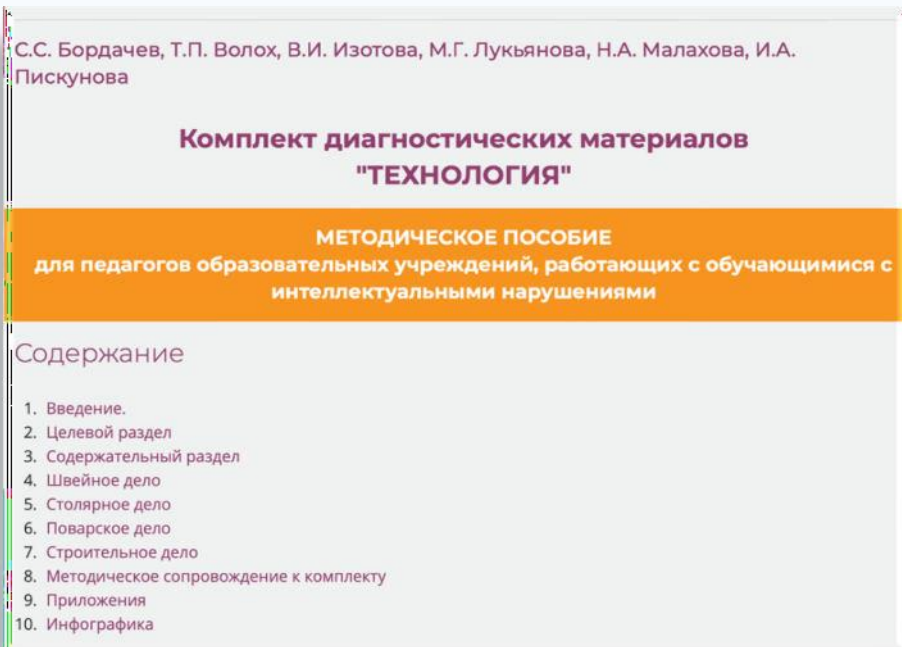 С.С. Бордачев, Т.П. Волох, В.И. Изотова, М.Г. Лукьянова, Н.А. Малахова, И.А.
Пискунова
Комплект диагностических материалов
"ТЕХНОЛОГИЯ"
МЕТОДИЧЕСКОЕ ПОСОБИЕ
для педагогов образовательных учреждений, работающих с обучающимися с
интеллектуальными нарушениями
Содержание
1. Введение.
2. Целевой раздел
3. Содержательный раздел
4. Швейное дело
5. Столярное дело
6. Поварское дело
7. Строительное дело
8. Методическое сопровождение к комплекту
9. Приложения
10. Инфографика